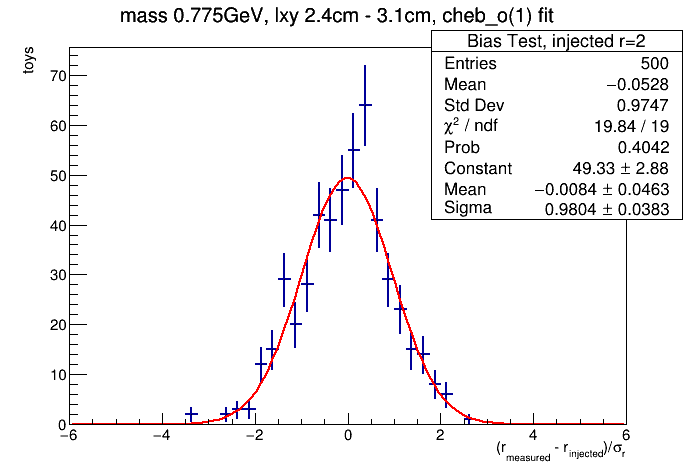 mass 0.775GeV, lxy 2.4cm - 3.1cm, cheb_o(1) fit
toys
Bias Test, injected r=2
Entries 500
Mean −0.0528
Std Dev 0.9747
χ² / ndf 19.84 / 19
Prob 0.4042
Constant 49.33 ± 2.88
Mean −0.0084 ± 0.0463
Sigma 0.9804 ± 0.0383
70
60
50
40
30
20
10
0
−6 −4 −2 0 2 4 6
(r_measured - r_injected)/σ_r